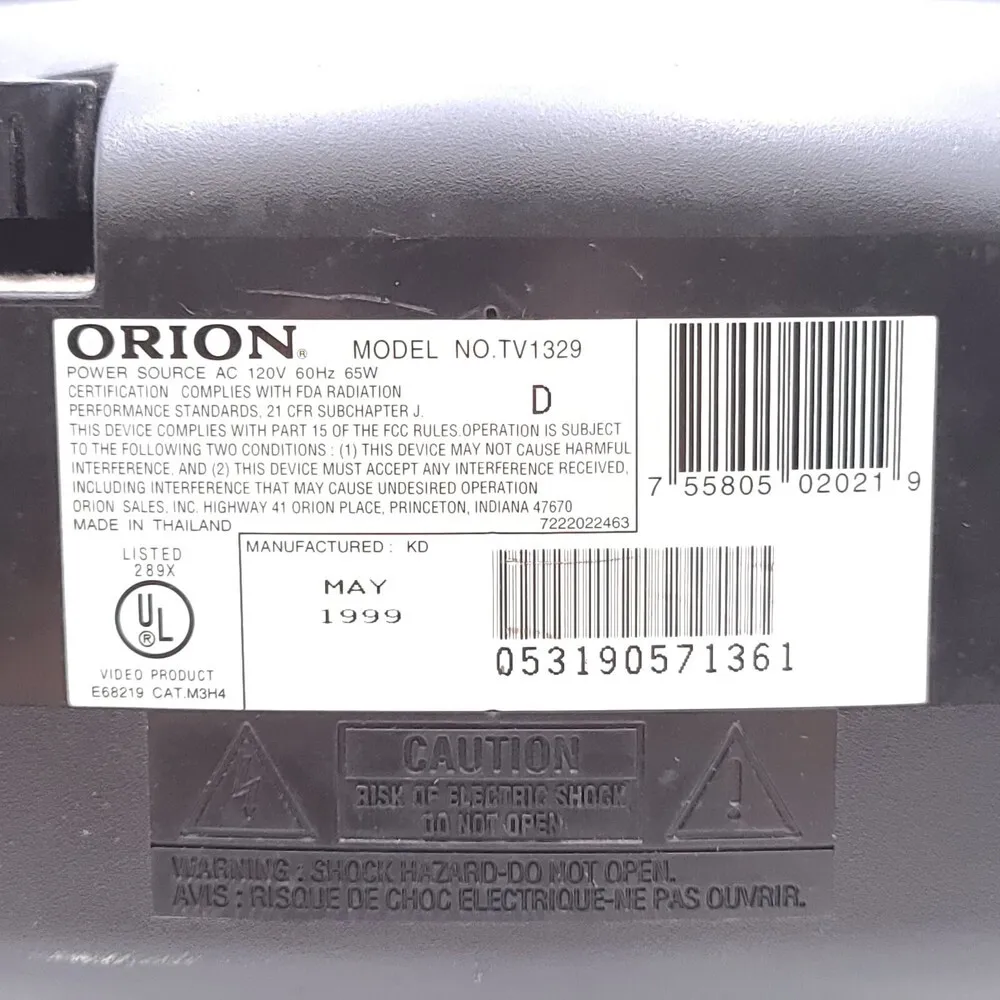 ORION®
MODEL NO.TV1329
POWER SOURCE AC 120V 60Hz 65W
CERTIFICATION COMPLIES WITH FDA RADIATION
PERFORMANCE STANDARDS, 21 CFR SUBCHAPTER J.
D
THIS DEVICE COMPLIES WITH PART 15 OF THE FCC RULES.OPERATION IS SUBJECT
TO THE FOLLOWING TWO CONDITIONS : (1) THIS DEVICE MAY NOT CAUSE HARMFUL
INTERFERENCE, AND (2) THIS DEVICE MUST ACCEPT ANY INTERFERENCE RECEIVED,
INCLUDING INTERFERENCE THAT MAY CAUSE UNDESIRED OPERATION
ORION SALES, INC. HIGHWAY 41 ORION PLACE, PRINCETON, INDIANA 47670
MADE IN THAILAND
7222022463
7 55805 02021 9
LISTED
289X
UL®
VIDEO PRODUCT
E68219 CAT.M3H4
MANUFACTURED : KD
MAY
1999
Q53190571361
CAUTION
RISK OF ELECTRIC SHOCK
DO NOT OPEN
WARNING : SHOCK HAZARD-DO NOT OPEN.
AVIS : RISQUE DE CHOC ELECTRIQUE-NE PAS OUVRIR.